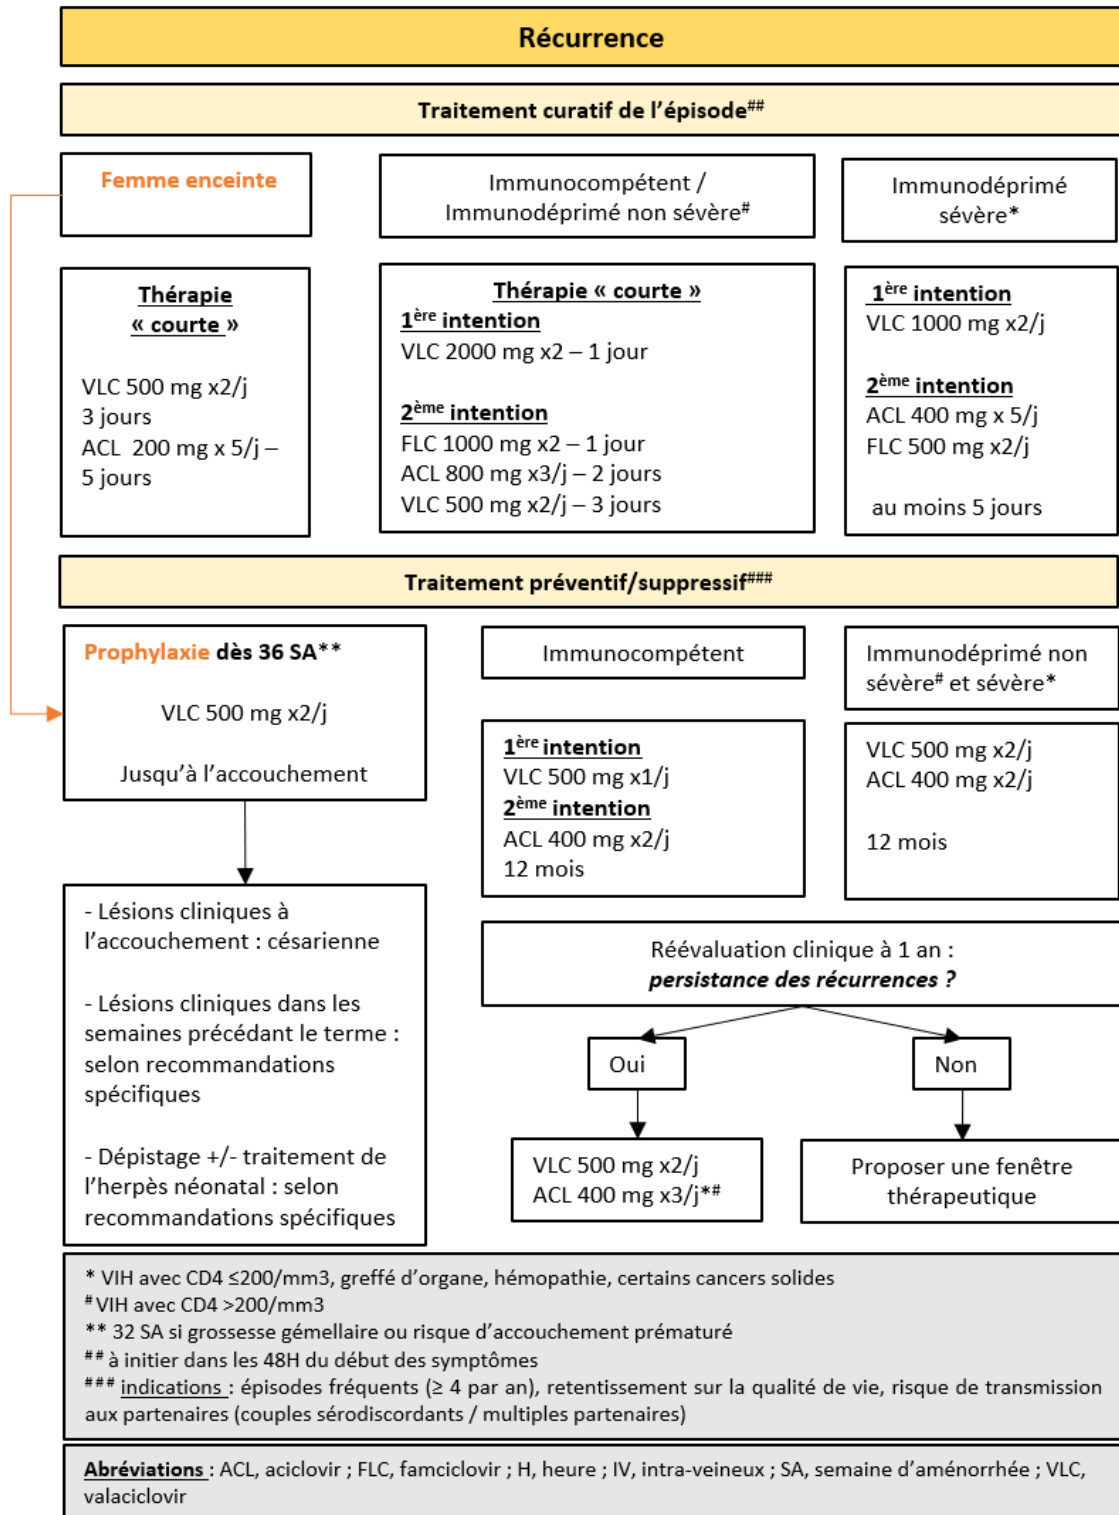 Récurrence
Traitement curatif de l'épisode##
Femme enceinte
Immunocompétent /
Immunodéprimé non sévère#
Immunodéprimé
sévère*
Thérapie
« courte »
VLC 500 mg x2/j
3 jours
ACL 200 mg x 5/j –
5 jours
Thérapie « courte »
1ère intention
VLC 2000 mg x2 – 1 jour
2ème intention
FLC 1000 mg x2 – 1 jour
ACL 800 mg x3/j – 2 jours
VLC 500 mg x2/j – 3 jours
1ère intention
VLC 1000 mg x2/j
2ème intention
ACL 400 mg x 5/j
FLC 500 mg x2/j
au moins 5 jours
Traitement préventif/suppressif###
Prophylaxie dès 36 SA**
VLC 500 mg x2/j
Jusqu'à l'accouchement
Immunocompétent
Immunodéprimé non
sévère# et sévère*
1ère intention
VLC 500 mg x1/j
2ème intention
ACL 400 mg x2/j
12 mois
VLC 500 mg x2/j
ACL 400 mg x2/j
12 mois
- Lésions cliniques à
l'accouchement : césarienne
- Lésions cliniques dans les
semaines précédant le terme :
selon recommandations
spécifiques
- Dépistage +/- traitement de
l'herpès néonatal : selon
recommandations spécifiques
Réévaluation clinique à 1 an :
persistance des récurrences ?
Oui
Non
VLC 500 mg x2/j
ACL 400 mg x3/j*#
Proposer une fenêtre
thérapeutique
* VIH avec CD4 ≤200/mm3, greffé d'organe, hémopathie, certains cancers solides
# VIH avec CD4 >200/mm3
** 32 SA si grossesse gémellaire ou risque d'accouchement prématuré
## à initier dans les 48H du début des symptômes
### indications : épisodes fréquents (≥ 4 par an), retentissement sur la qualité de vie, risque de transmission
aux partenaires (couples sérodiscordants / multiples partenaires)
Abréviations : ACL, aciclovir ; FLC, famciclovir ; H, heure ; IV, intra-veineux ; SA, semaine d'aménorrhée ; VLC,
valaciclovir